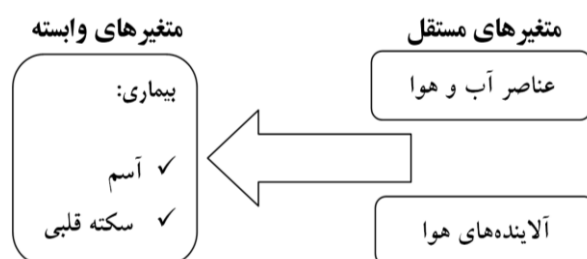 متغیرهای مستقل
عناصر آب و هوا
آلاینده‌های هوا
متغیرهای وابسته
بیماری:
✓ آسم
✓ سکته قلبی